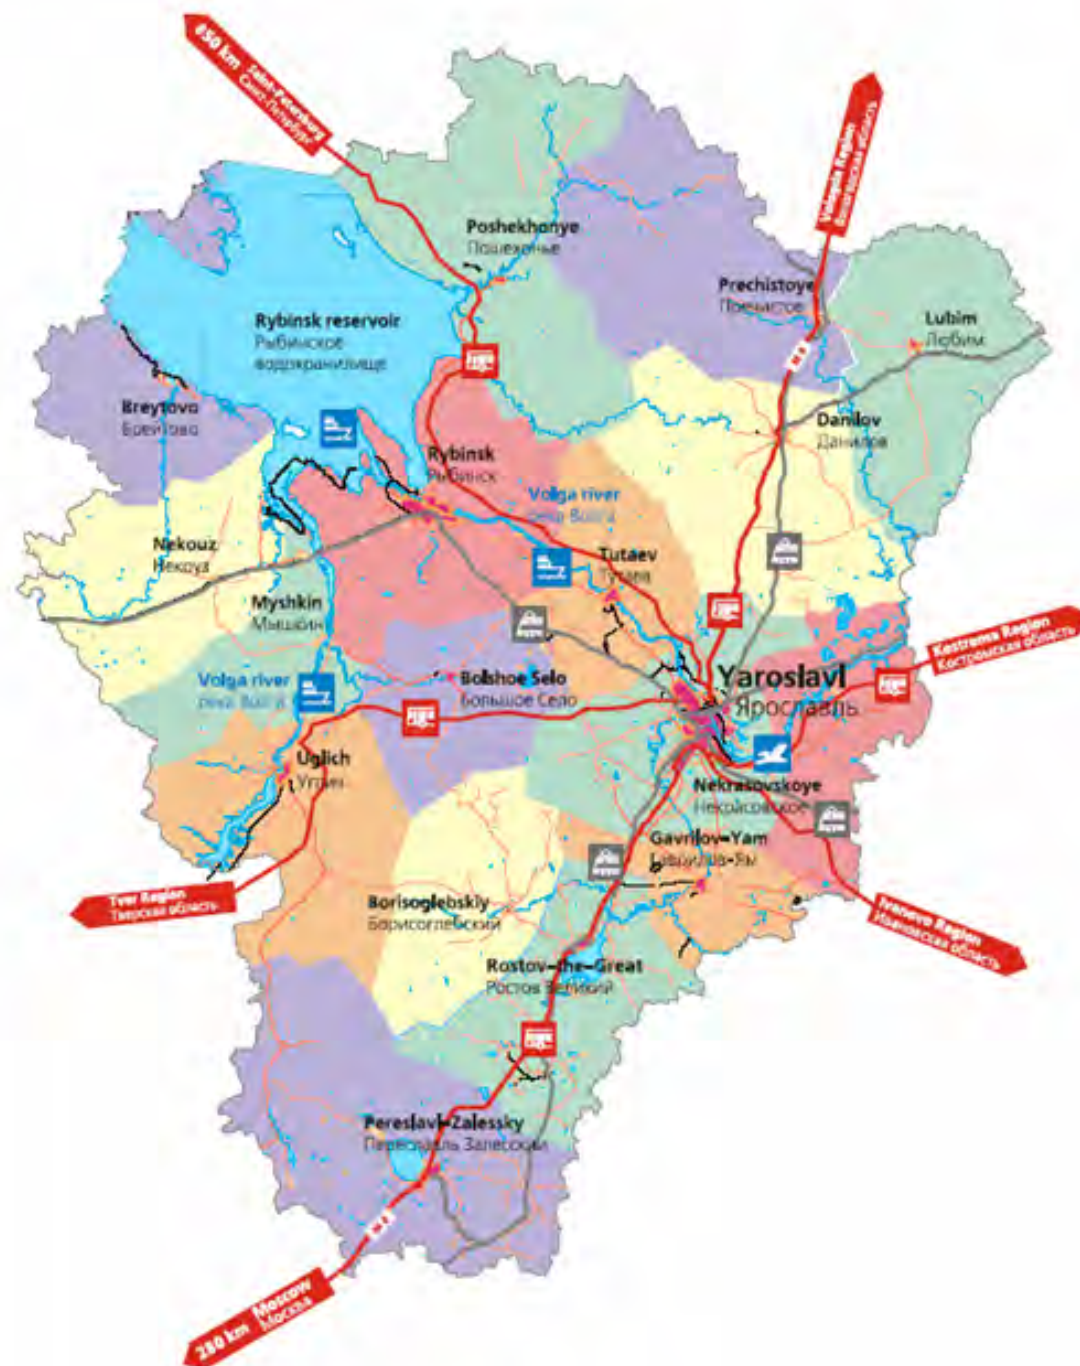 850 km Saint-Petersburg
Санкт-Петербург
Vologda Region
Вологодская область
Poshekhonye
Пошехонье
Prechistoye
Пречистое
Lubim
Любим
Rybinsk reservoir
Рыбинское
водохранилище
M 8
Breytovo
Брейтово
Danilov
Данилов
Rybinsk
Рыбинск
Volga river
река Волга
Nekouz
Некоуз
Tutaev
Тутаев
Myshkin
Мышкин
Kostroma Region
Костромская область
Volga river
река Волга
Bolshoe Selo
Большое Село
Yaroslavl
Ярославль
Uglich
Углич
Nekrasovskoye
Некрасовское
Gavrilov-Yam
Гаврилов-Ям
Tver Region
Тверская область
Borisoglebskiy
Борисоглебский
Ivanovo Region
Ивановская область
Rostov-the-Great
Ростов Великий
Pereslavl-Zalessky
Переславль Залесский
M 8
280 km Moscow
Москва